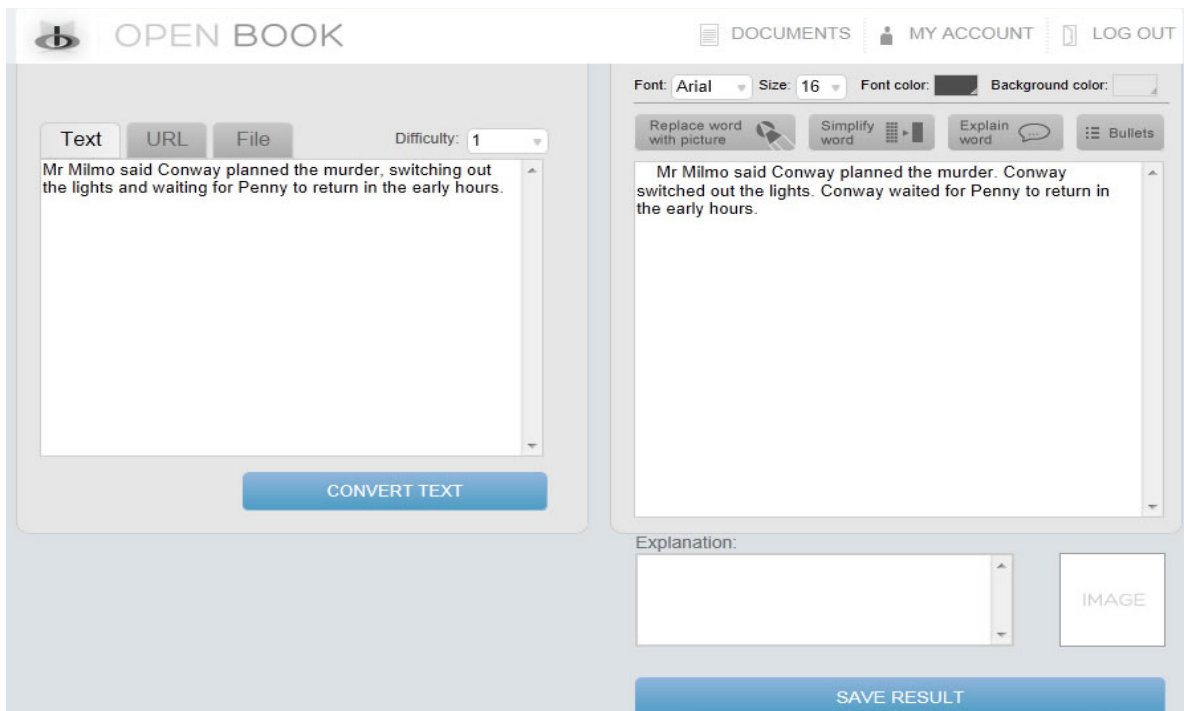 OPEN BOOK
DOCUMENTS
MY ACCOUNT
LOG OUT
Text
URL
File
Difficulty: 1
Mr Milmo said Conway planned the murder, switching out
the lights and waiting for Penny to return in the early hours.
CONVERT TEXT
Font: Arial Size: 16 Font color: Background color:
Replace word
with picture
Simplify
word
Explain
word
Bullets
Mr Milmo said Conway planned the murder. Conway
switched out the lights. Conway waited for Penny to return in
the early hours.
Explanation:
IMAGE
SAVE RESULT